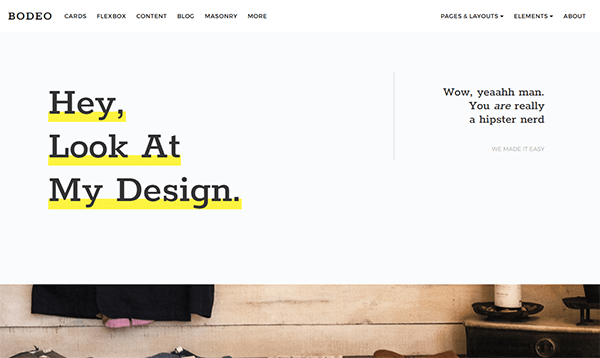 BODEO CARDS FLEXBOX CONTENT BLOG MASONRY MORE PAGES & LAYOUTS ELEMENTS ABOUT
Hey,
Look At
My Design.
Wow, yeaahh man.
You are really
a hipster nerd
WE MADE IT EASY